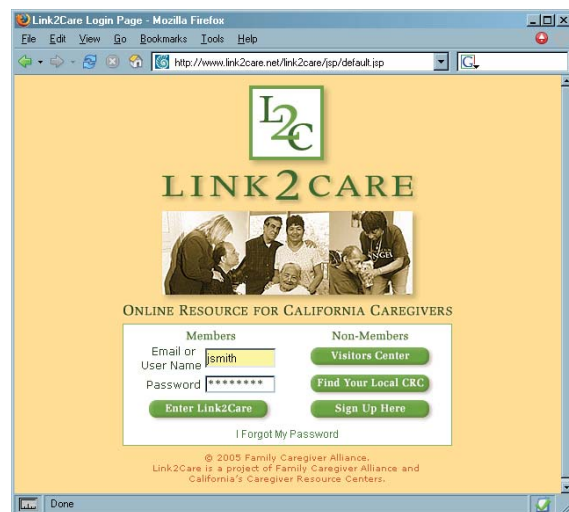 Link2Care Login Page - Mozilla Firefox
File Edit View Go Bookmarks Tools Help
http://www.link2care.net/link2care/jsp/default.jsp
G
L2C
LINK2CARE
ANGEL
ONLINE RESOURCE FOR CALIFORNIA CAREGIVERS
Members
Email or
User Name
jsmith
Password
********
Enter Link2Care
Non-Members
Visitors Center
Find Your Local CRC
Sign Up Here
I Forgot My Password
© 2005 Family Caregiver Alliance.
Link2Care is a project of Family Caregiver Alliance and
California's Caregiver Resource Centers.
Done